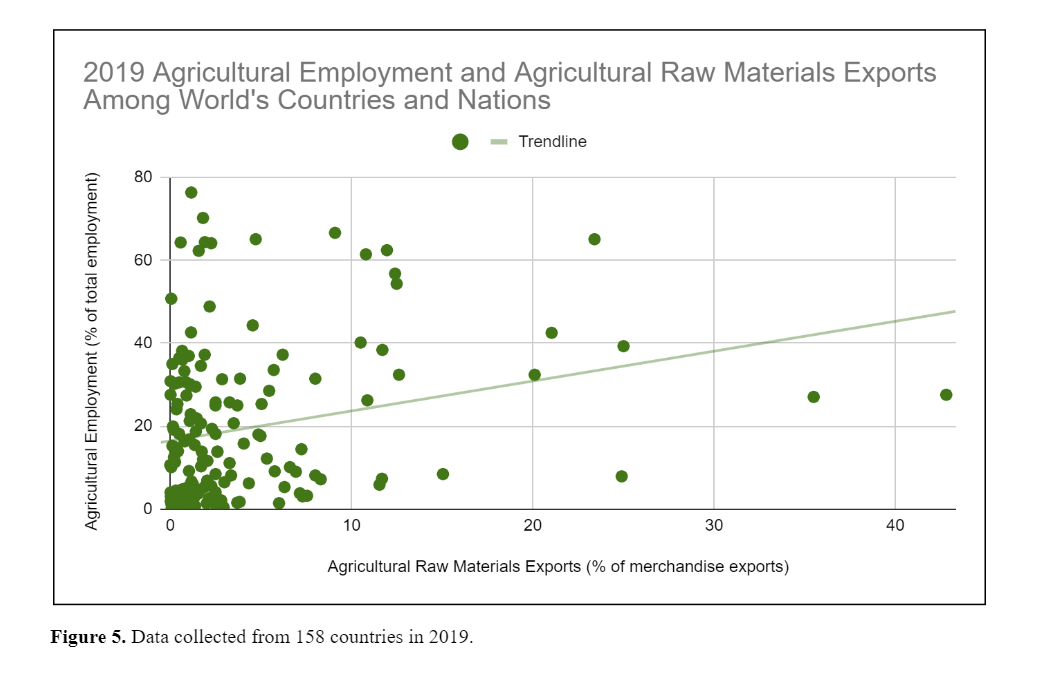 2019 Agricultural Employment and Agricultural Raw Materials Exports
Among World's Countries and Nations
Trendline
Agricultural Employment (% of total employment)
80
60
40
20
0
0 10 20 30 40
Agricultural Raw Materials Exports (% of merchandise exports)
Figure 5. Data collected from 158 countries in 2019.